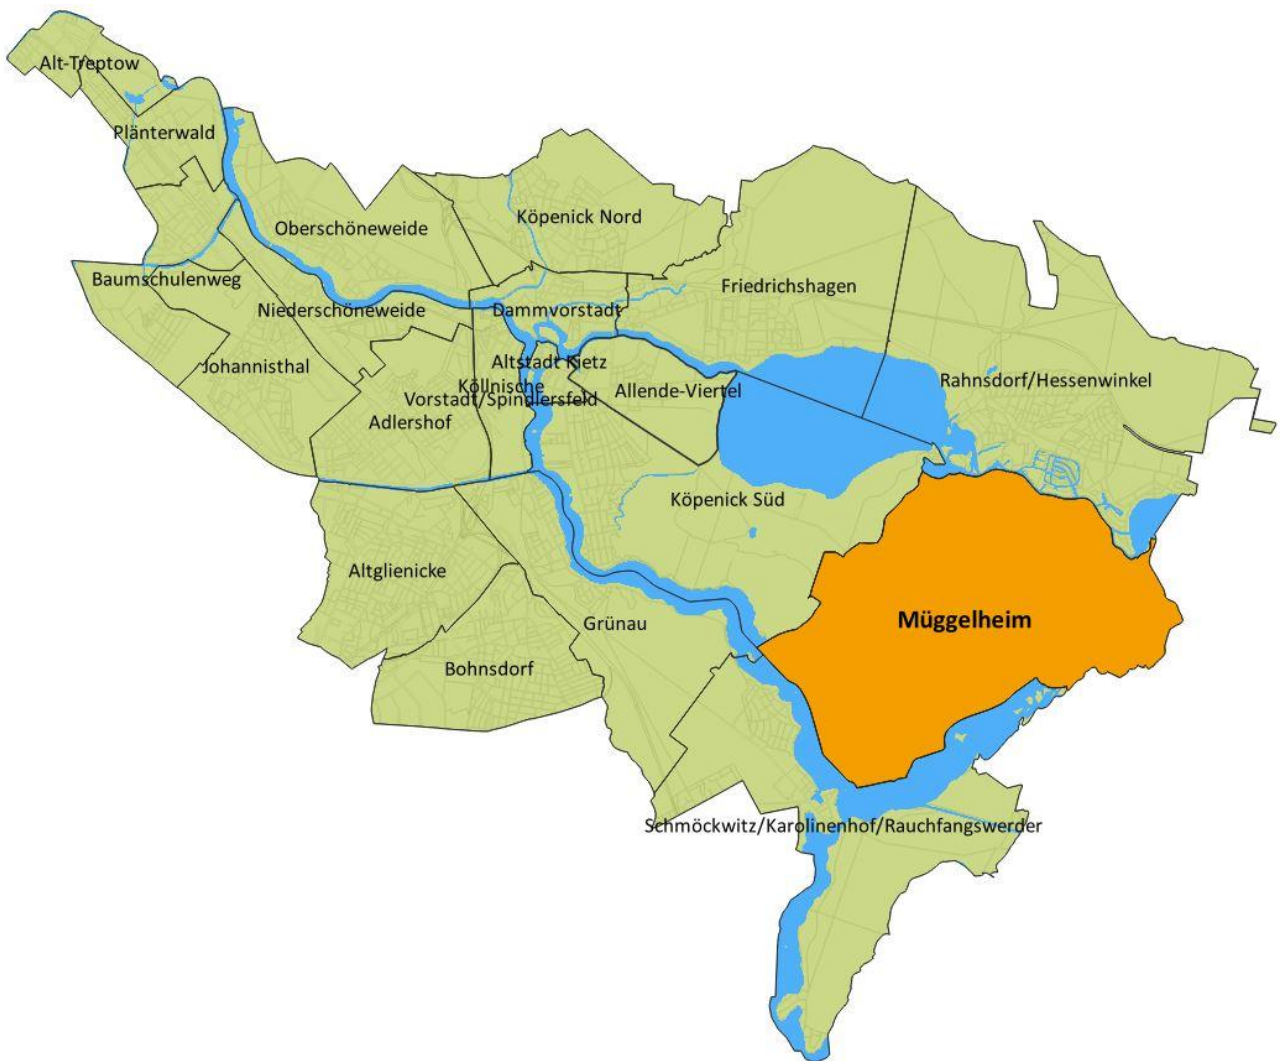 Alt-Treptow
Plänterwald
Köpenick Nord
Oberschöneweide
Baumschulenweg
Friedrichshagen
Niederschöneweide
Dammvorstadt
Johannisthal
Altstadt Kietz
Rahnsdorf/Hessenwinkel
Köllnische
Vorstadt/Spindlersfeld
Allende-Viertel
Adlershof
Köpenick Süd
Altglienicke
Grünau
Müggelheim
Bohnsdorf
Schmöckwitz/Karolinenhof/Rauchfangswerder